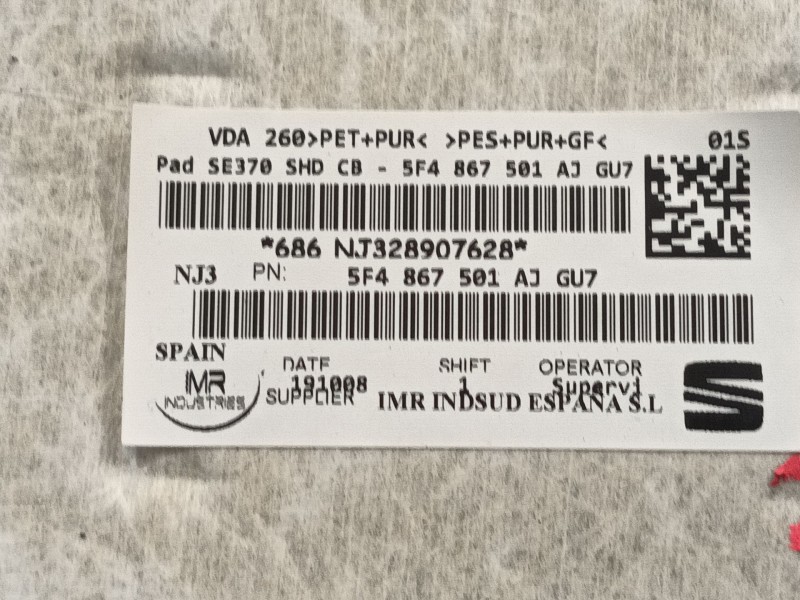 VDA 260>PET+PUR< >PES+PUR+GF< 01S
Pad SE370 SHD CB - 5F4 867 501 AJ GU7
*686 NJ328907628*
NJ3 PN: 5F4 867 501 AJ GU7
SPAIN
DATE SHIFT OPERATOR
191008 1 Supervi
IMR
INDUSTRIES
SUPPLIER IMR INDSUD ESPAÑA S.L